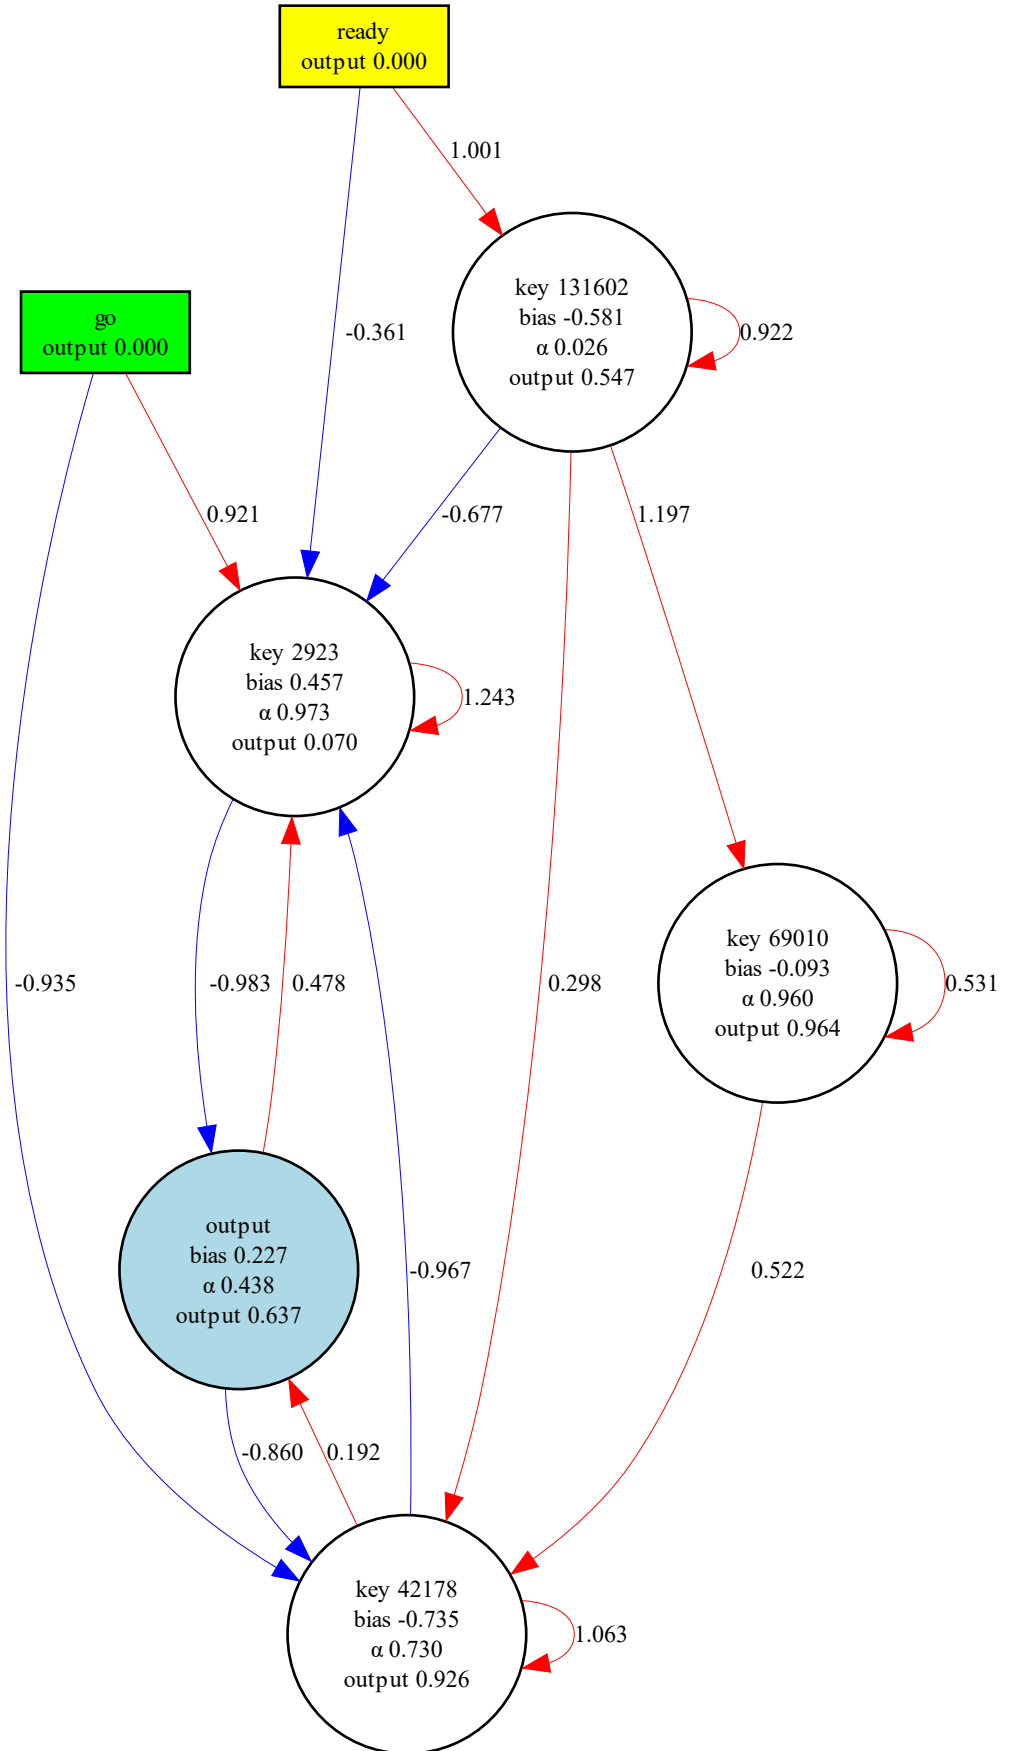 ready
output 0.000
1.001
key 131602
bias -0.581
α 0.026
output 0.547
0.922
go
output 0.000
-0.361
0.921
-0.677
1.197
key 2923
bias 0.457
α 0.973
output 0.070
1.243
key 69010
bias -0.093
α 0.960
output 0.964
0.531
-0.935
-0.983
0.478
0.298
output
bias 0.227
α 0.438
output 0.637
-0.967
0.522
-0.860
0.192
key 42178
bias -0.735
α 0.730
output 0.926
1.063